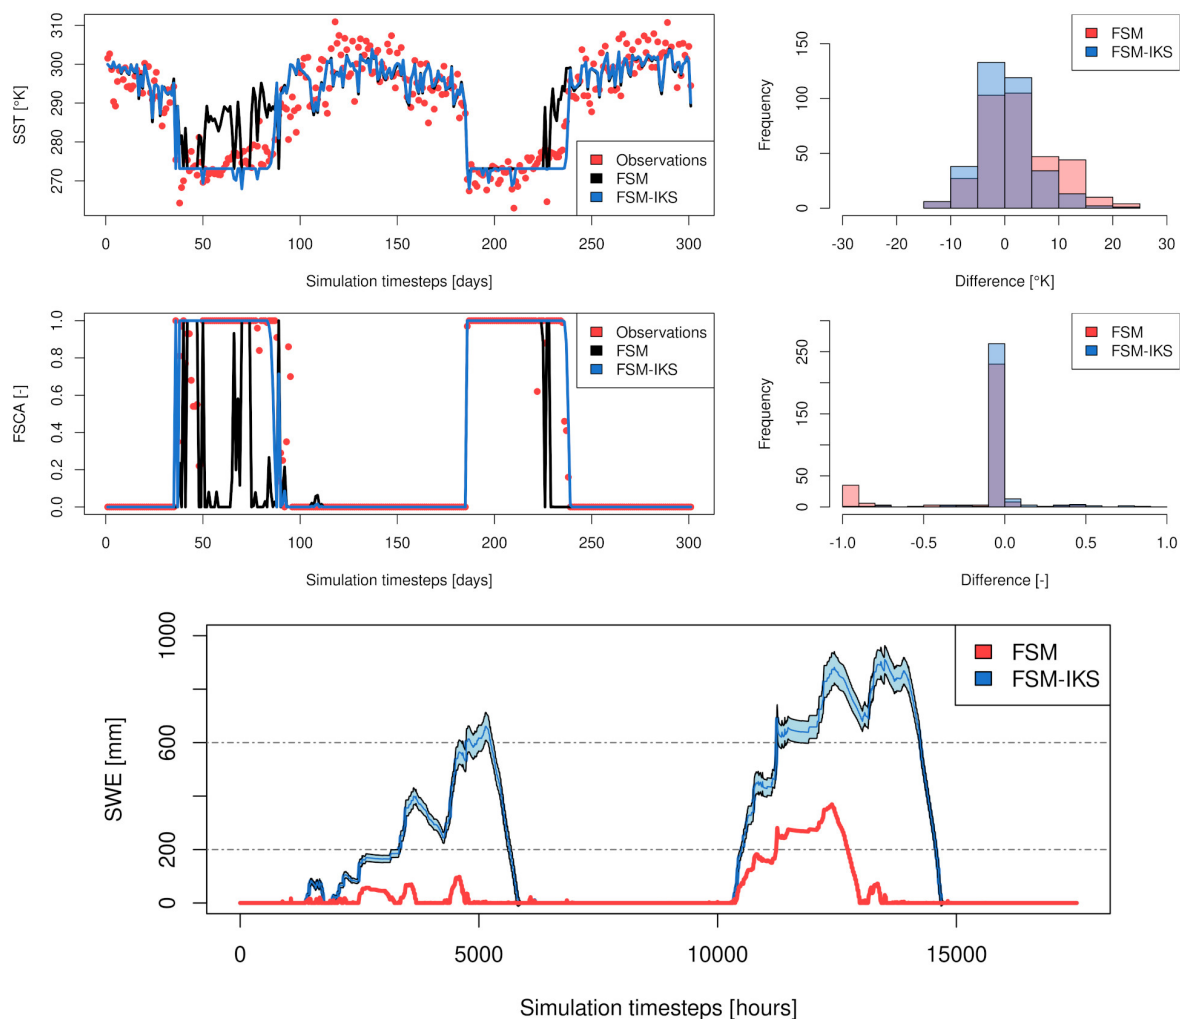 SST [°K]
310
300
290
280
270
Observations
FSM
FSM-IKS
0
50
100
150
200
250
300
Simulation timesteps [days]
Frequency
150
100
50
0
FSM
FSM-IKS
-30
-20
-10
0
10
20
30
Difference [°K]
FSCA [-]
1.0
0.8
0.6
0.4
0.2
0.0
Observations
FSM
FSM-IKS
0
50
100
150
200
250
300
Simulation timesteps [days]
Frequency
250
150
50
0
FSM
FSM-IKS
-1.0
-0.5
0.0
0.5
1.0
Difference [-]
SWE [mm]
1000
600
200
0
FSM
FSM-IKS
0
5000
10000
15000
Simulation timesteps [hours]